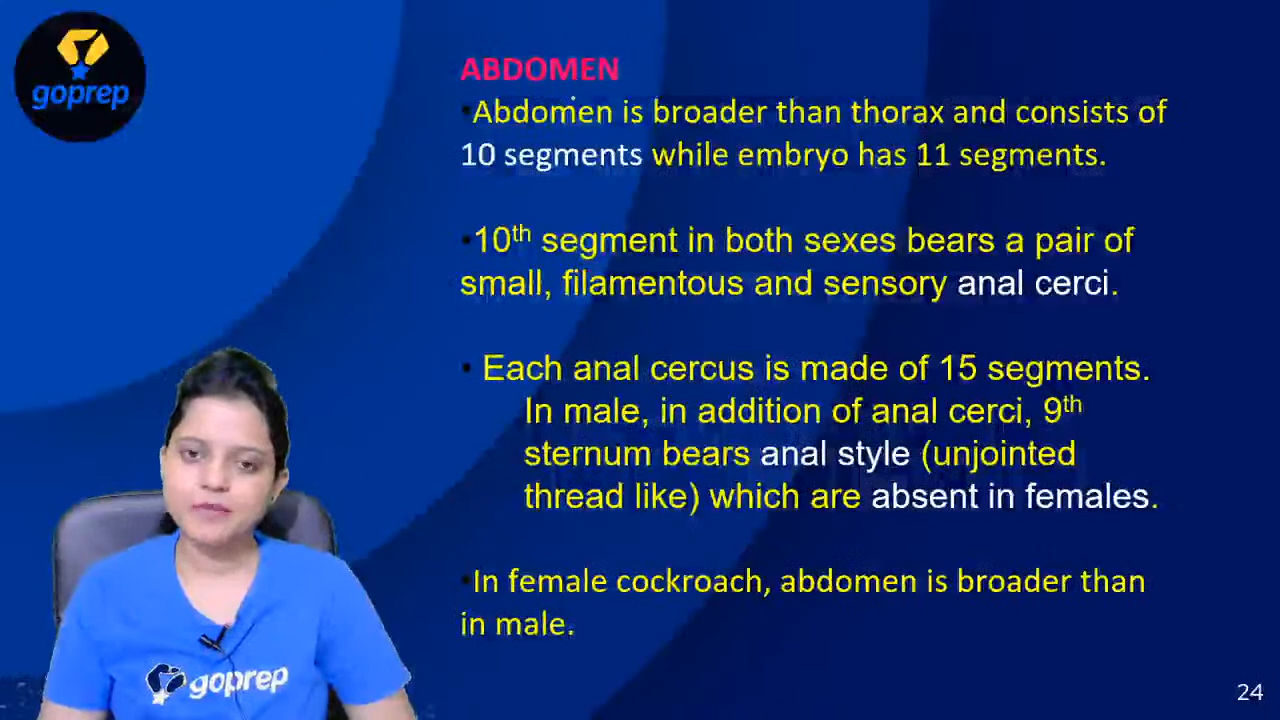 goprep
ABDOMEN
•Abdomen is broader than thorax and consists of
10 segments while embryo has 11 segments.
•10th segment in both sexes bears a pair of
small, filamentous and sensory anal cerci.
• Each anal cercus is made of 15 segments.
In male, in addition of anal cerci, 9th
sternum bears anal style (unjointed
thread like) which are absent in females.
•In female cockroach, abdomen is broader than
in male.
goprep
24